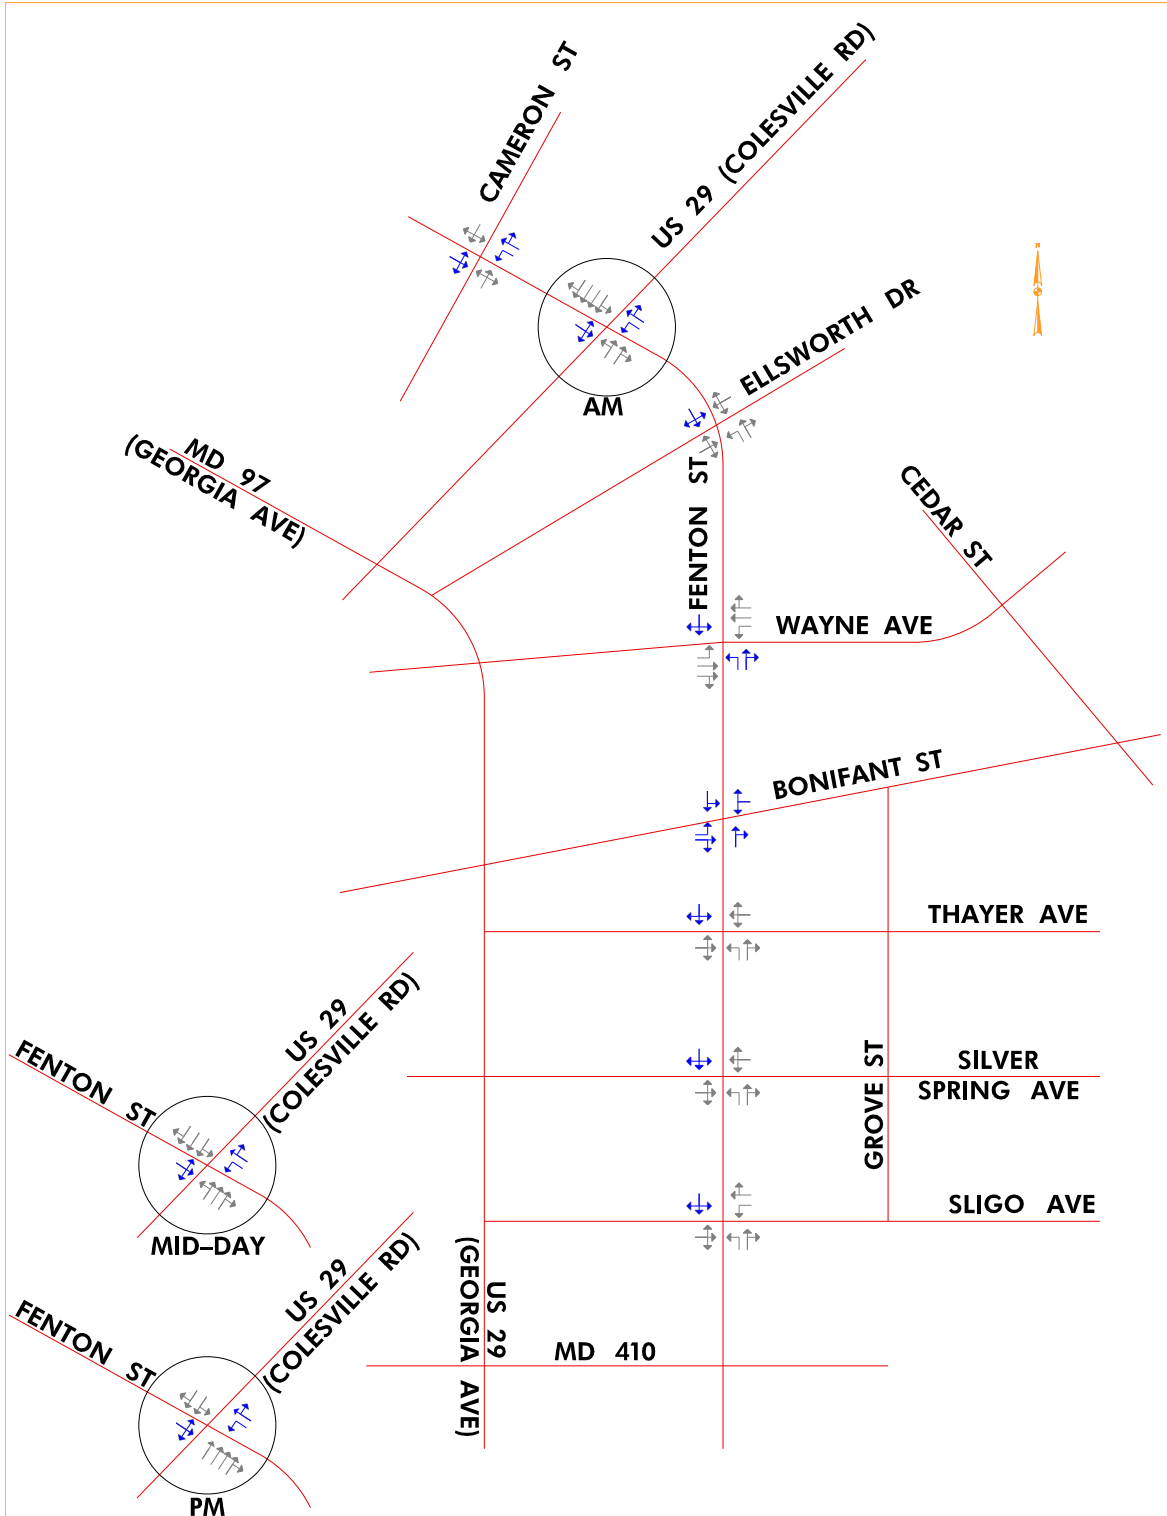 CAMERON ST
US 29 (COLESVILLE RD)
N
ELLSWORTH DR
AM
MD 97
(GEORGIA AVE)
FENTON ST
CEDAR ST
WAYNE AVE
BONIFANT ST
THAYER AVE
US 29
(COLESVILLE RD)
FENTON ST
MID–DAY
GROVE ST
SILVER
SPRING AVE
SLIGO AVE
US 29
(GEORGIA AVE)
MD 410
US 29
(COLESVILLE RD)
FENTON ST
PM